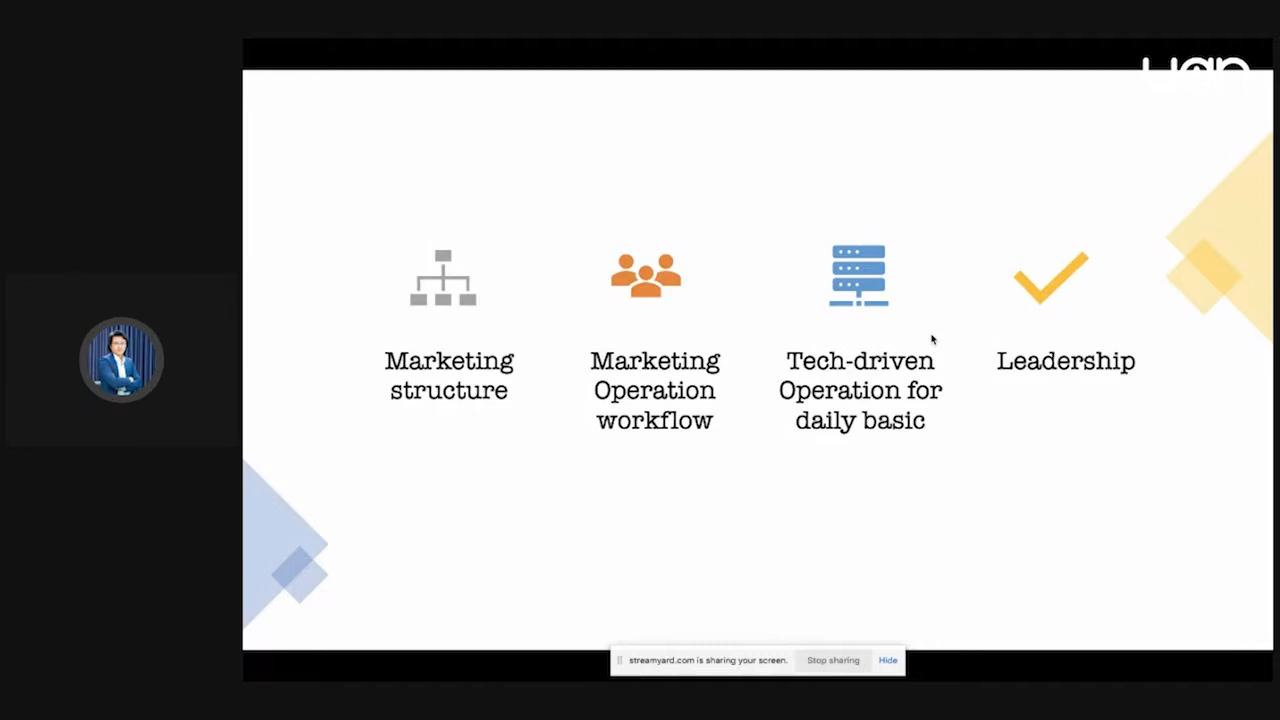 Marketing
structure
Marketing
Operation
workflow
Tech-driven
Operation for
daily basic
Leadership
streamyard.com is sharing your screen. Stop sharing Hide